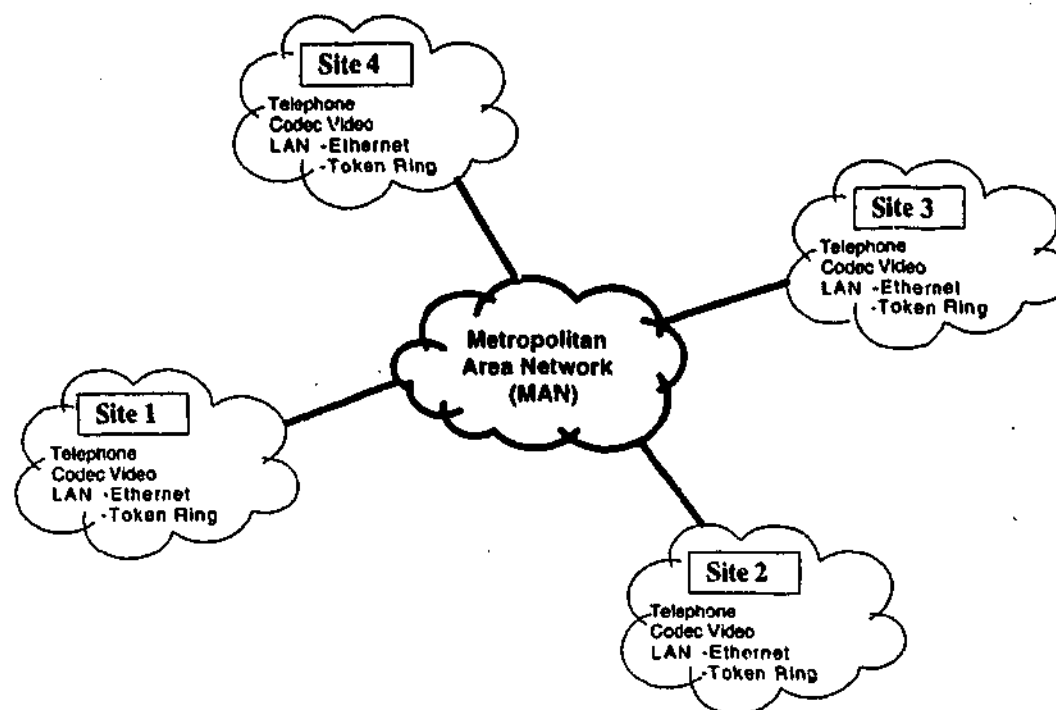 Site 4
Telephone
Codec Video
LAN -Ethernet
-Token Ring
Site 3
Telephone
Codec Video
LAN -Ethernet
-Token Ring
Metropolitan
Area Network
(MAN)
Site 1
Telephone
Codec Video
LAN -Ethernet
-Token Ring
Site 2
Telephone
Codec Video
LAN -Ethernet
-Token Ring